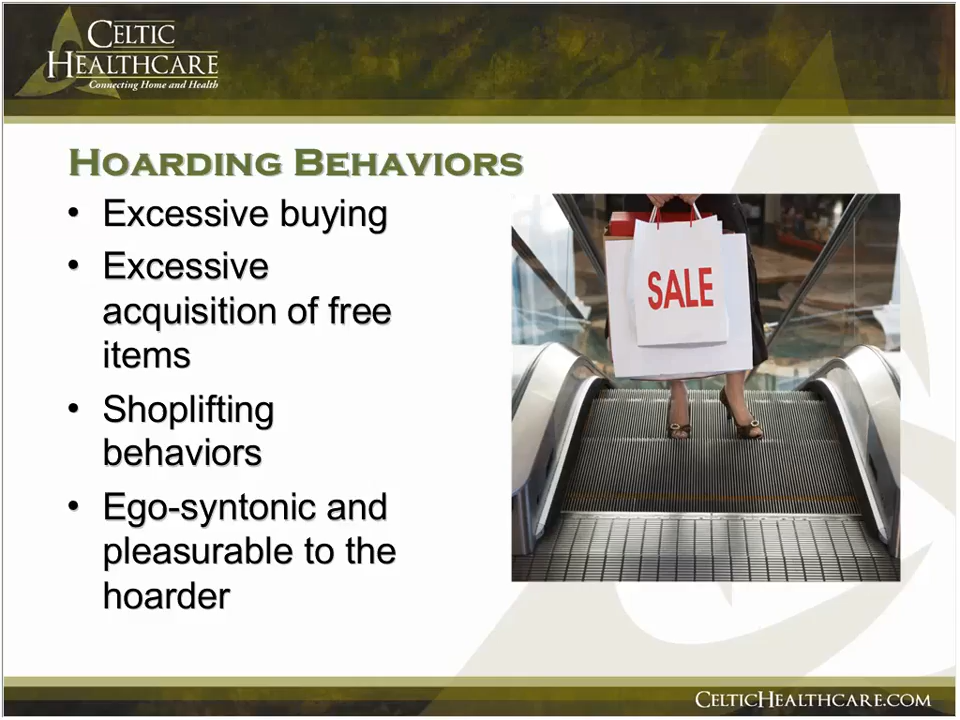 CELTIC
HEALTHCARE
Connecting Home and Health
HOARDING BEHAVIORS
• Excessive buying
• Excessive
acquisition of free
items
• Shoplifting
behaviors
• Ego-syntonic and
pleasurable to the
hoarder
SALE
CELTICHEALTHCARE.COM